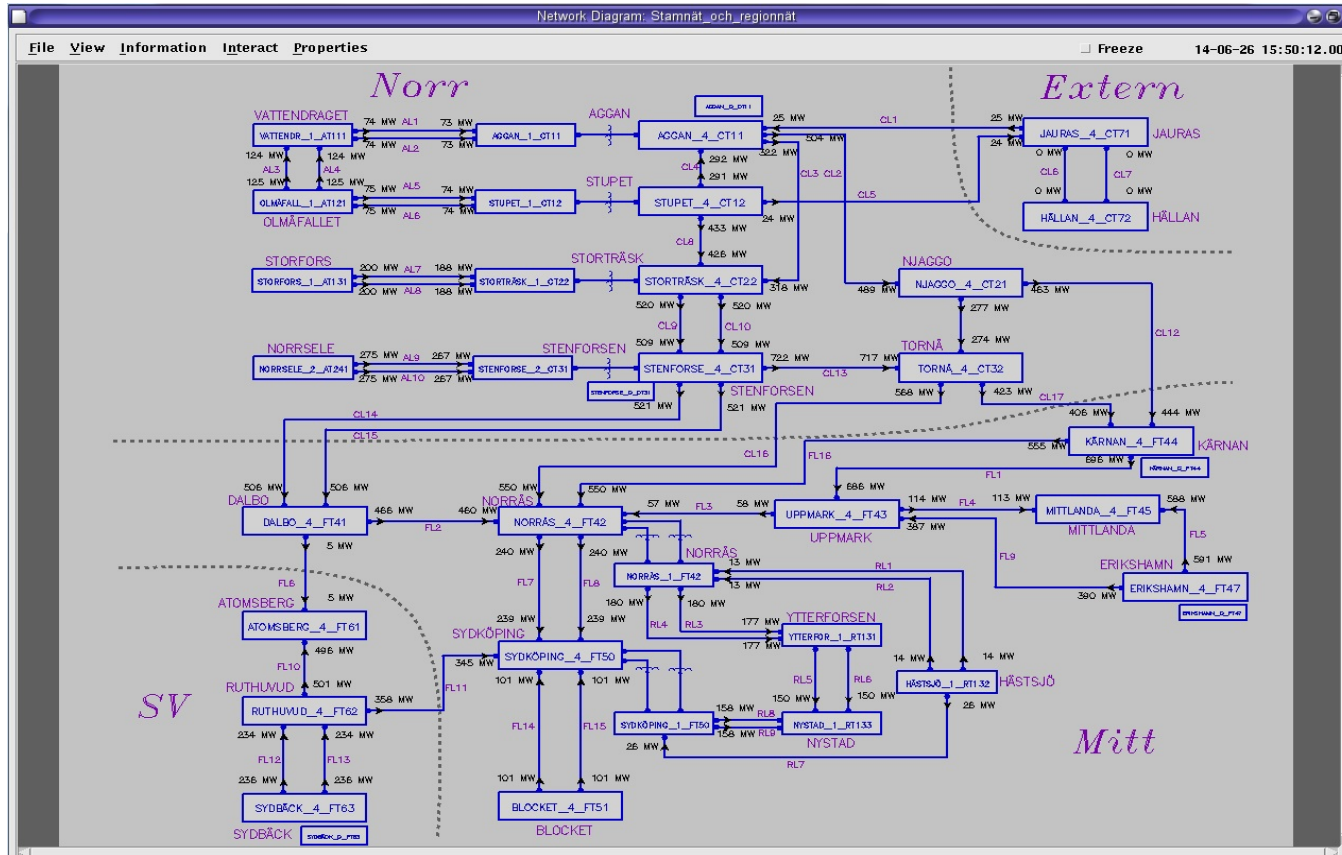 Network Diagram: Stamnät_och_regionnät
File View Information Interact Properties
Freeze 14-06-26 15:50:12.00
Norr
Extern
VATTENDRAGET
AGGAN
AGGAN_D_DT11
VATTENDR_1_AT111
74 MW AL1 73 MW
74 MW AL2 73 MW
AGGAN_1_CT11
AGGAN_4_CT11
25 MW
504 MW
322 MW
CL1
25 MW
24 MW
JAURAS_4_CT71
JAURAS
124 MW 124 MW
AL3 AL4
125 MW 125 MW
292 MW
CL4
291 MW
CL3 CL2
0 MW 0 MW
CL6 CL7
0 MW 0 MW
STUPET
OLMÅFALL_1_AT121
OLMÅFALLET
75 MW AL5 74 MW
75 MW AL6 74 MW
STUPET_1_CT12
STUPET_4_CT12
24 MW
CL5
HÄLLAN_4_CT72
HÄLLAN
433 MW
CL8
426 MW
STORFORS
STORTRÄSK
NJAGGO
STORFORS_1_AT131
200 MW AL7 188 MW
200 MW AL8 188 MW
STORTRÄSK_1_CT22
STORTRÄSK_4_CT22
318 MW
489 MW
NJAGGO_4_CT21
463 MW
520 MW 520 MW
CL9 CL10
509 MW 509 MW
277 MW
274 MW
CL12
NORRSELE
STENFORSEN
TORNÅ
NORRSELE_2_AT241
275 MW AL9 267 MW
275 MW AL10 267 MW
STENFORSE_2_CT31
STENFORSE_4_CT31
722 MW
CL13
717 MW
TORNÅ_4_CT32
STENFORSE_D_DT31
STENFORSEN
521 MW 521 MW
568 MW 423 MW
CL17
CL14
CL15
406 MW 444 MW
CL16
FL16
555 MW
KÄRNAN_4_FT44
KÄRNAN
KÄRNAN_D_FT44
696 MW
FL1
506 MW 506 MW
550 MW 550 MW
686 MW
DALBO
NORRÅS
DALBO_4_FT41
466 MW FL2 460 MW
NORRÅS_4_FT42
57 MW FL3 58 MW
UPPMARK_4_FT43
UPPMARK
114 MW FL4 113 MW
387 MW
MITTLANDA_4_FT45
MITTLANDA
588 MW
FL5
591 MW
5 MW
FL6
5 MW
240 MW 240 MW
FL7 FL8
239 MW 239 MW
NORRÅS
NORRÅS_1_FT42
13 MW RL1
13 MW RL2
FL9
390 MW
ERIKSHAMN
ERIKSHAMN_4_FT47
ERIKSHAMN_D_FT47
ATOMSBERG
ATOMSBERG_4_FT61
180 MW 180 MW
RL4 RL3
YTTERFORSEN
177 MW
177 MW
YTTERFOR_1_RT131
496 MW
FL10
501 MW
SYDKÖPING
345 MW
SYDKÖPING_4_FT50
RL5 RL6
150 MW 150 MW
14 MW 14 MW
HÄSTSJÖ_1_RT132
HÄSTSJÖ
26 MW
SV
RUTHUVUD
RUTHUVUD_4_FT62
358 MW
FL11
101 MW 101 MW
FL14 FL15
101 MW 101 MW
SYDKÖPING_1_FT50
158 MW RL8
158 MW RL9
NYSTAD_1_RT133
NYSTAD
26 MW
RL7
Mitt
234 MW 234 MW
FL12 FL13
236 MW 236 MW
SYDBÄCK_4_FT63
SYDBÄCK
SYDBÄCK_D_FT63
BLOCKET_4_FT51
BLOCKET